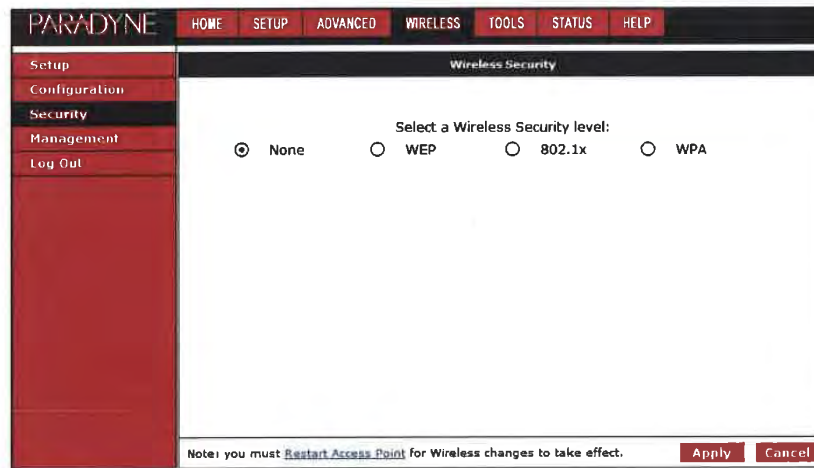 PARADYNE
HOME SETUP ADVANCED WIRELESS TOOLS STATUS HELP
Setup
Configuration
Security
Management
Log Out
Wireless Security
Select a Wireless Security level:
None WEP 802.1x WPA
Note: you must Restart Access Point for Wireless changes to take effect.
Apply Cancel